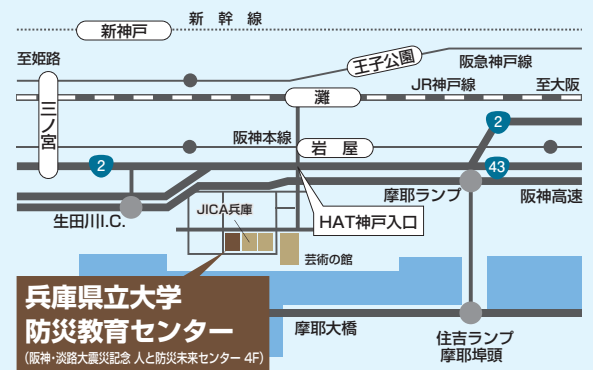 新幹線
新神戸
至姫路
王子公園
阪急神戸線
JR神戸線
至大阪
三ノ宮
灘
2
阪神本線
岩屋
2
43
摩耶ランプ
阪神高速
JICA兵庫
生田川I.C.
HAT神戸入口
芸術の館
兵庫県立大学
防災教育センター
(阪神・淡路大震災記念 人と防災未来センター 4F)
摩耶大橋
住吉ランプ
摩耶埠頭